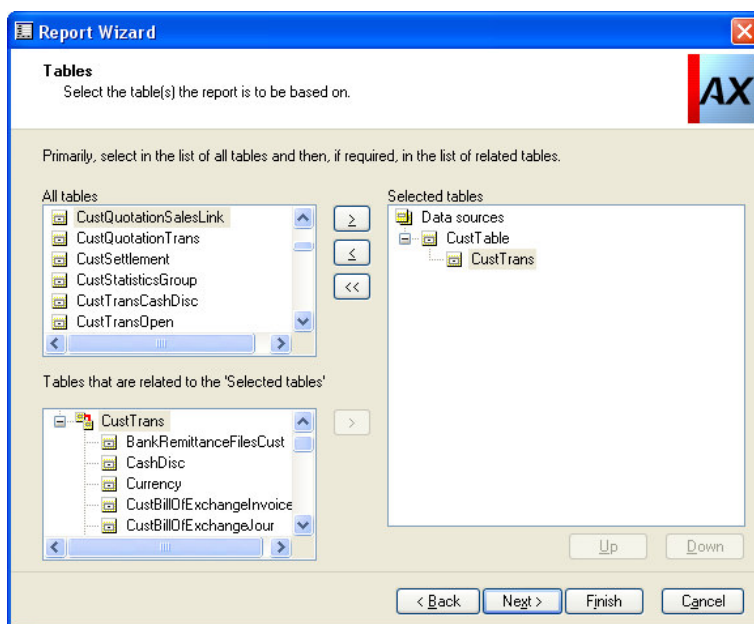 Report Wizard
Tables
Select the table(s) the report is to be based on.
AX
Primarily, select in the list of all tables and then, if required, in the list of related tables.
All tables
CustQuotationSalesLink
CustQuotationTrans
CustSettlement
CustStatisticsGroup
CustTransCashDisc
CustTransOpen
>
<
<<
Selected tables
Data sources
CustTable
CustTrans
Tables that are related to the 'Selected tables'
CustTrans
BankRemittanceFilesCust
CashDisc
Currency
CustBillOfExchangeInvoice
CustBillOfExchangeJour
>
Up
Down
< Back
Next >
Finish
Cancel